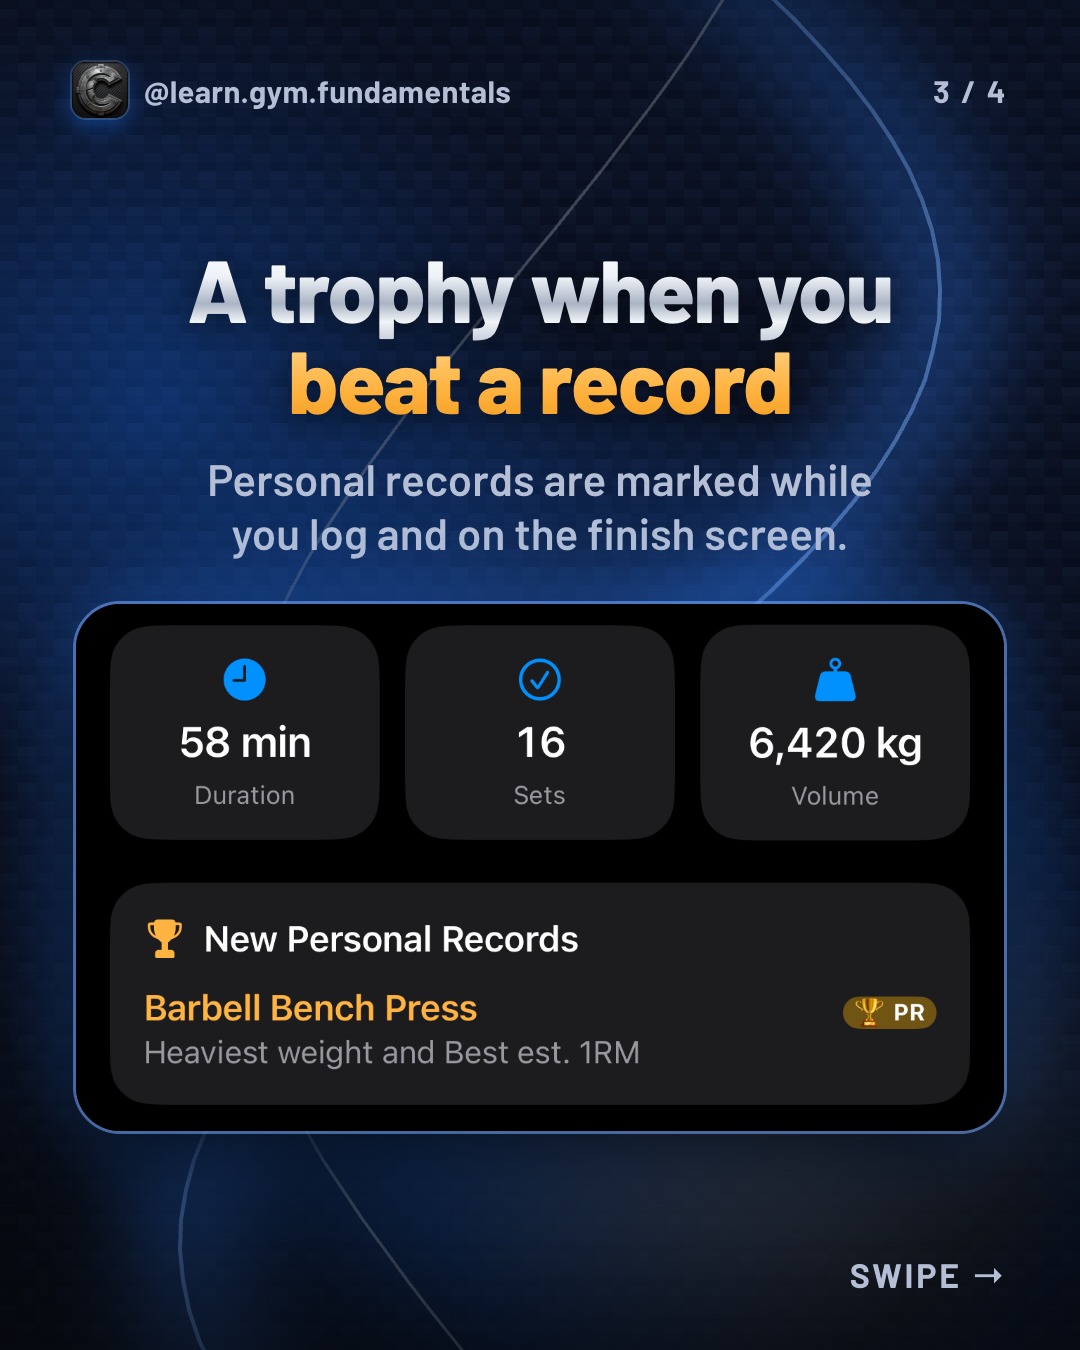 @learn.gym.fundamentals
3 / 4
A trophy when you
beat a record
Personal records are marked while
you log and on the finish screen.
58 min
Duration
16
Sets
6,420 kg
Volume
New Personal Records
Barbell Bench Press
PR
Heaviest weight and Best est. 1RM
SWIPE →